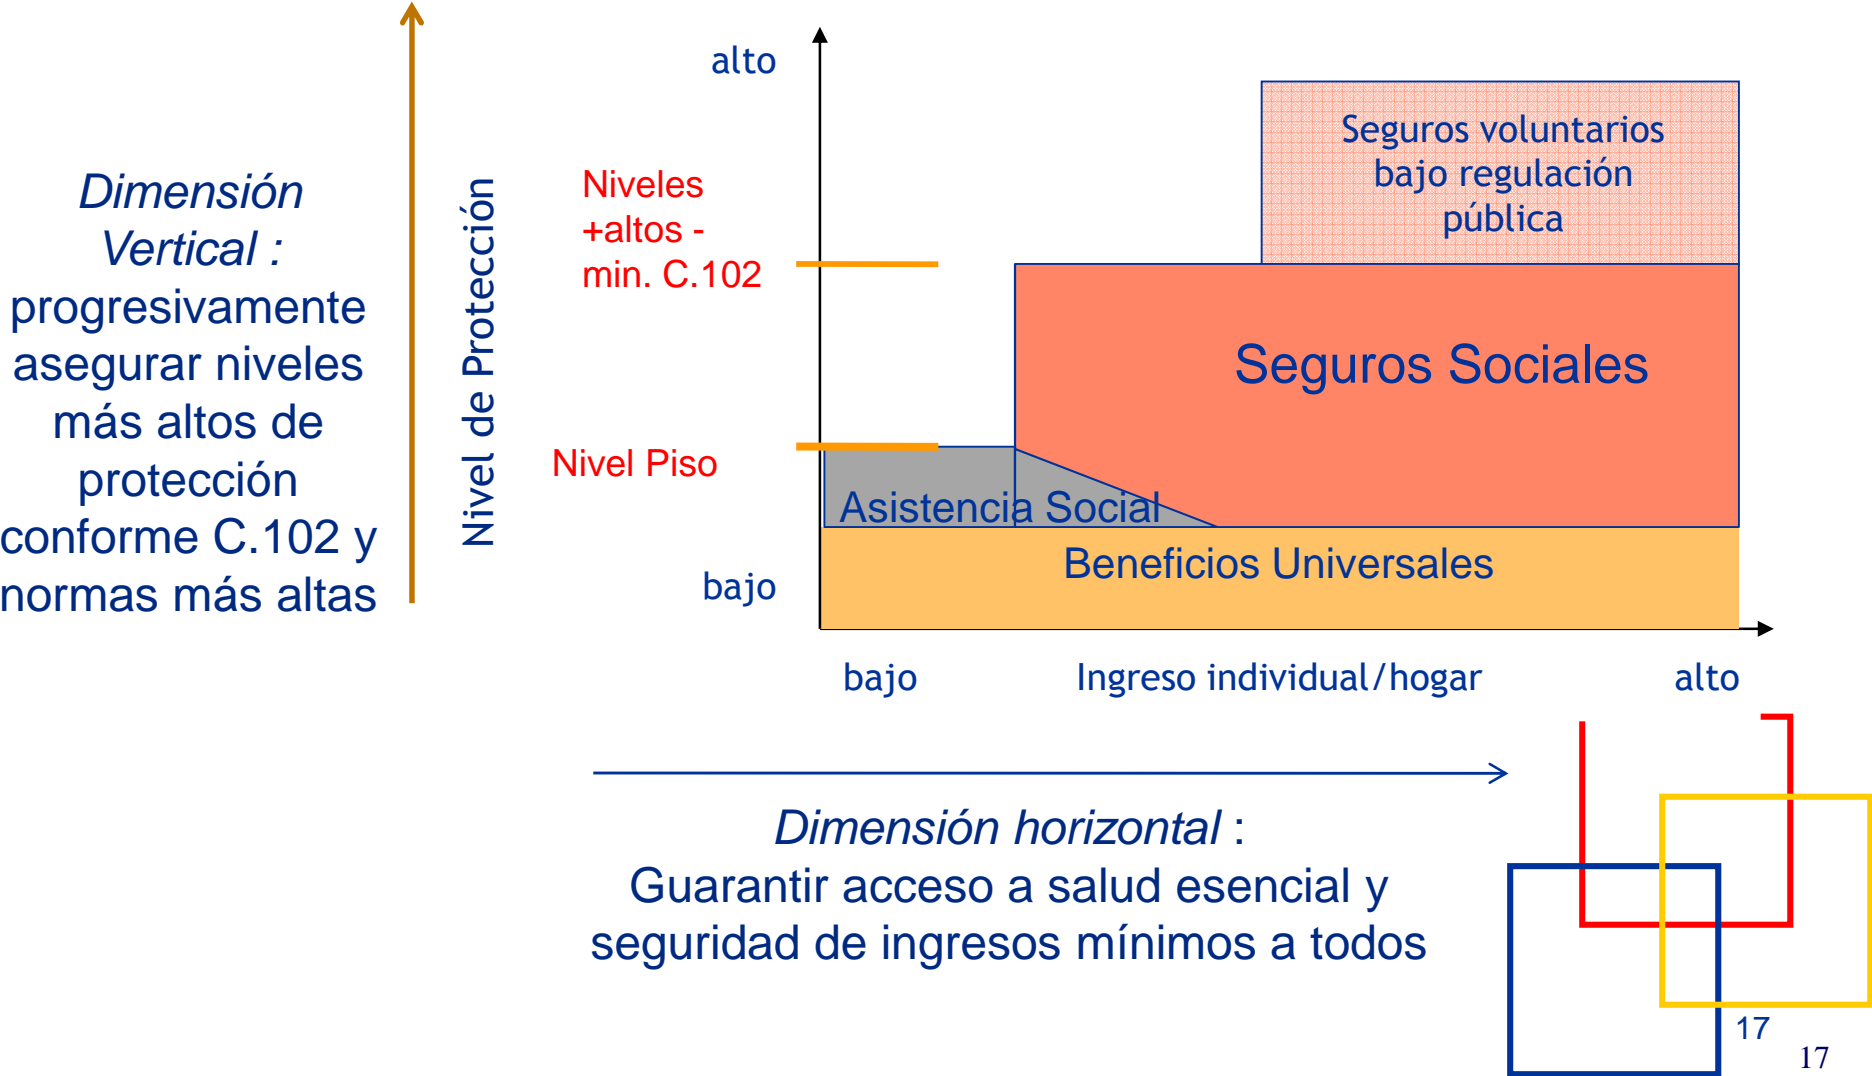 Dimensión
Vertical :
progresivamente
asegurar niveles
más altos de
protección
conforme C.102 y
normas más altas
Nivel de Protección
alto
Niveles
+altos -
min. C.102
Nivel Piso
bajo
Seguros voluntarios
bajo regulación
pública
Seguros Sociales
Asistencia Social
Beneficios Universales
bajo
Ingreso individual/hogar
alto
Dimensión horizontal :
Guarantir acceso a salud esencial y
seguridad de ingresos mínimos a todos
17
17